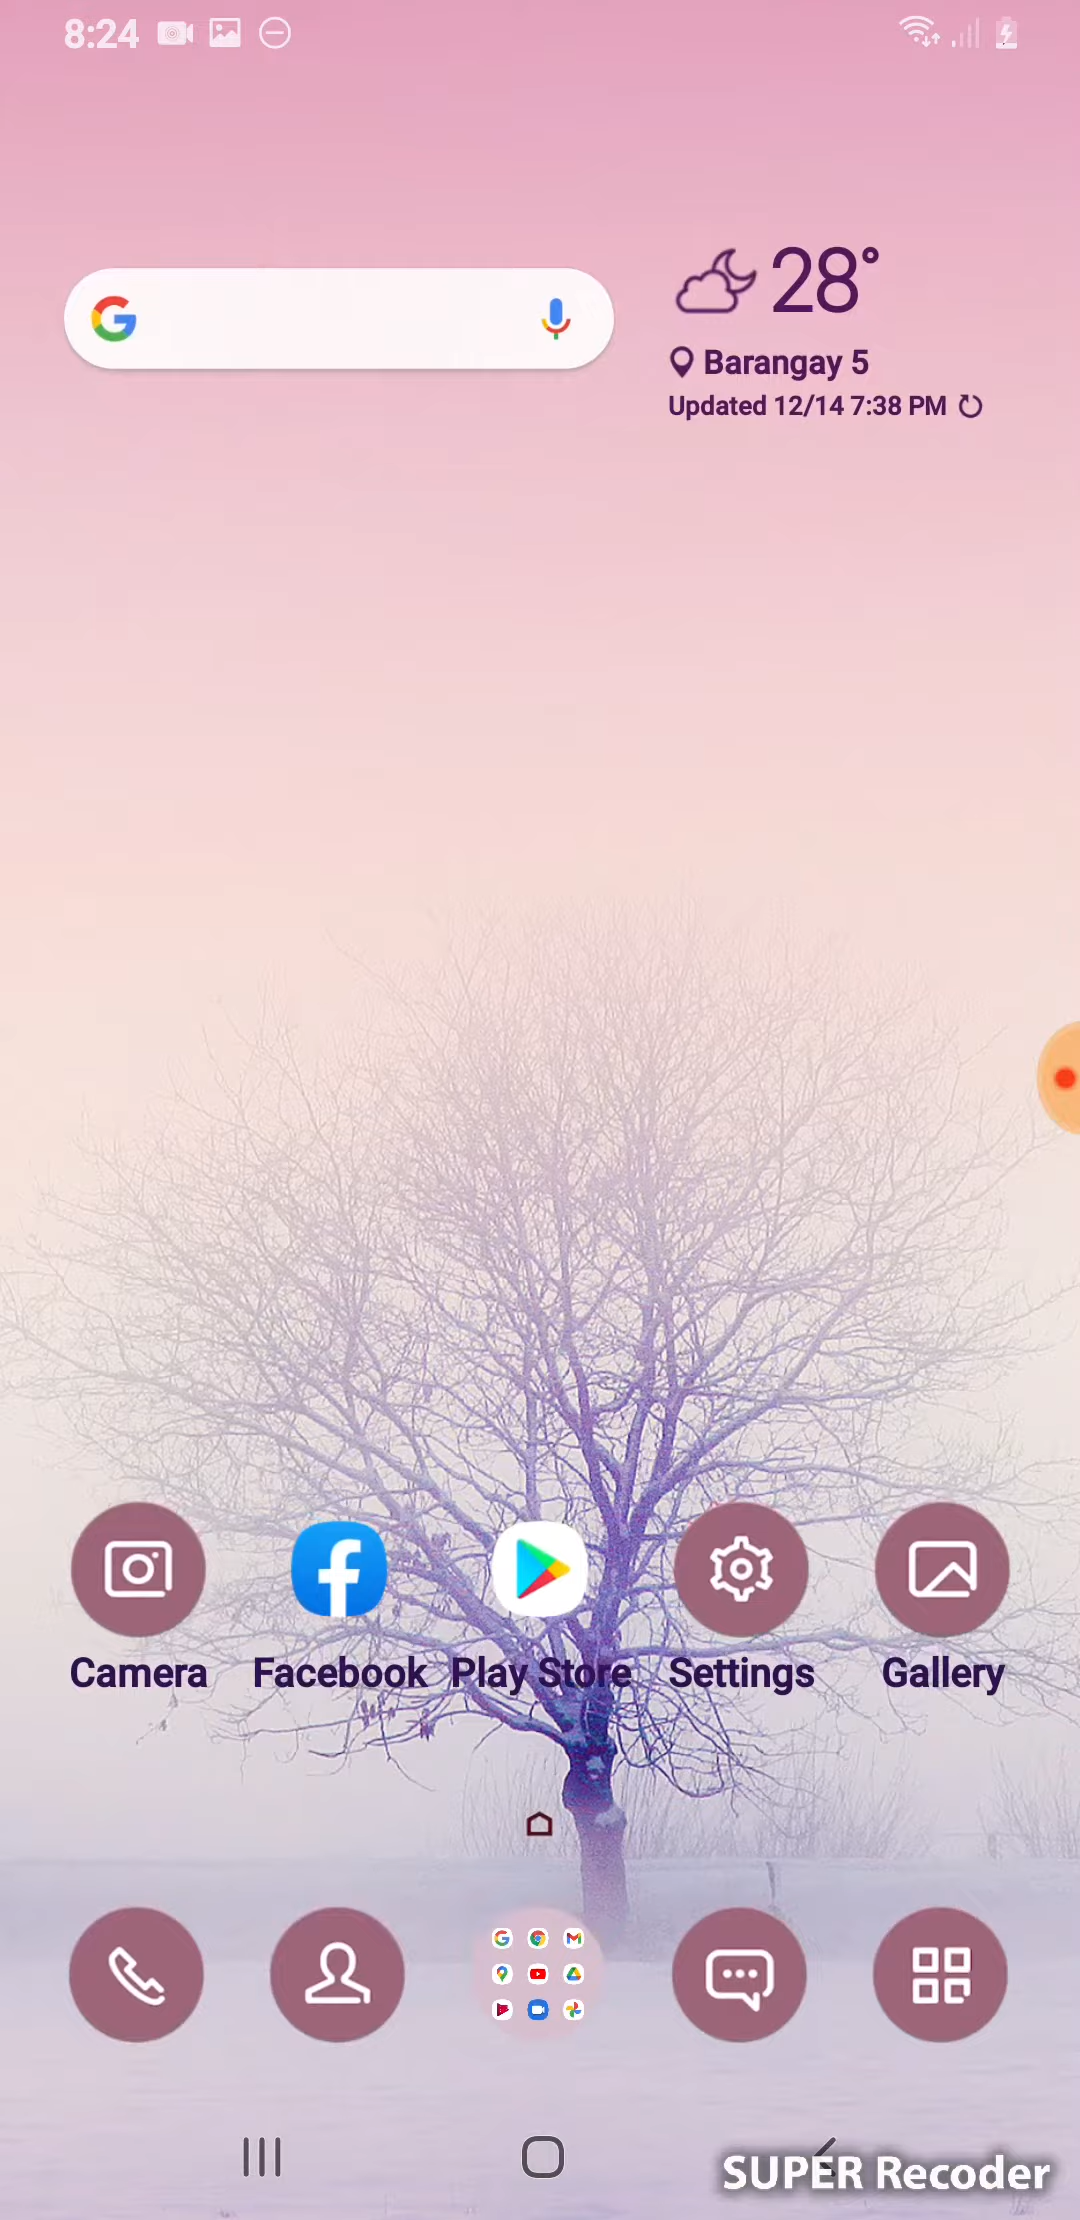 8:24
28°
Barangay 5
Updated 12/14 7:38 PM
Camera
Facebook
Play Store
Settings
Gallery
SUPER Recoder